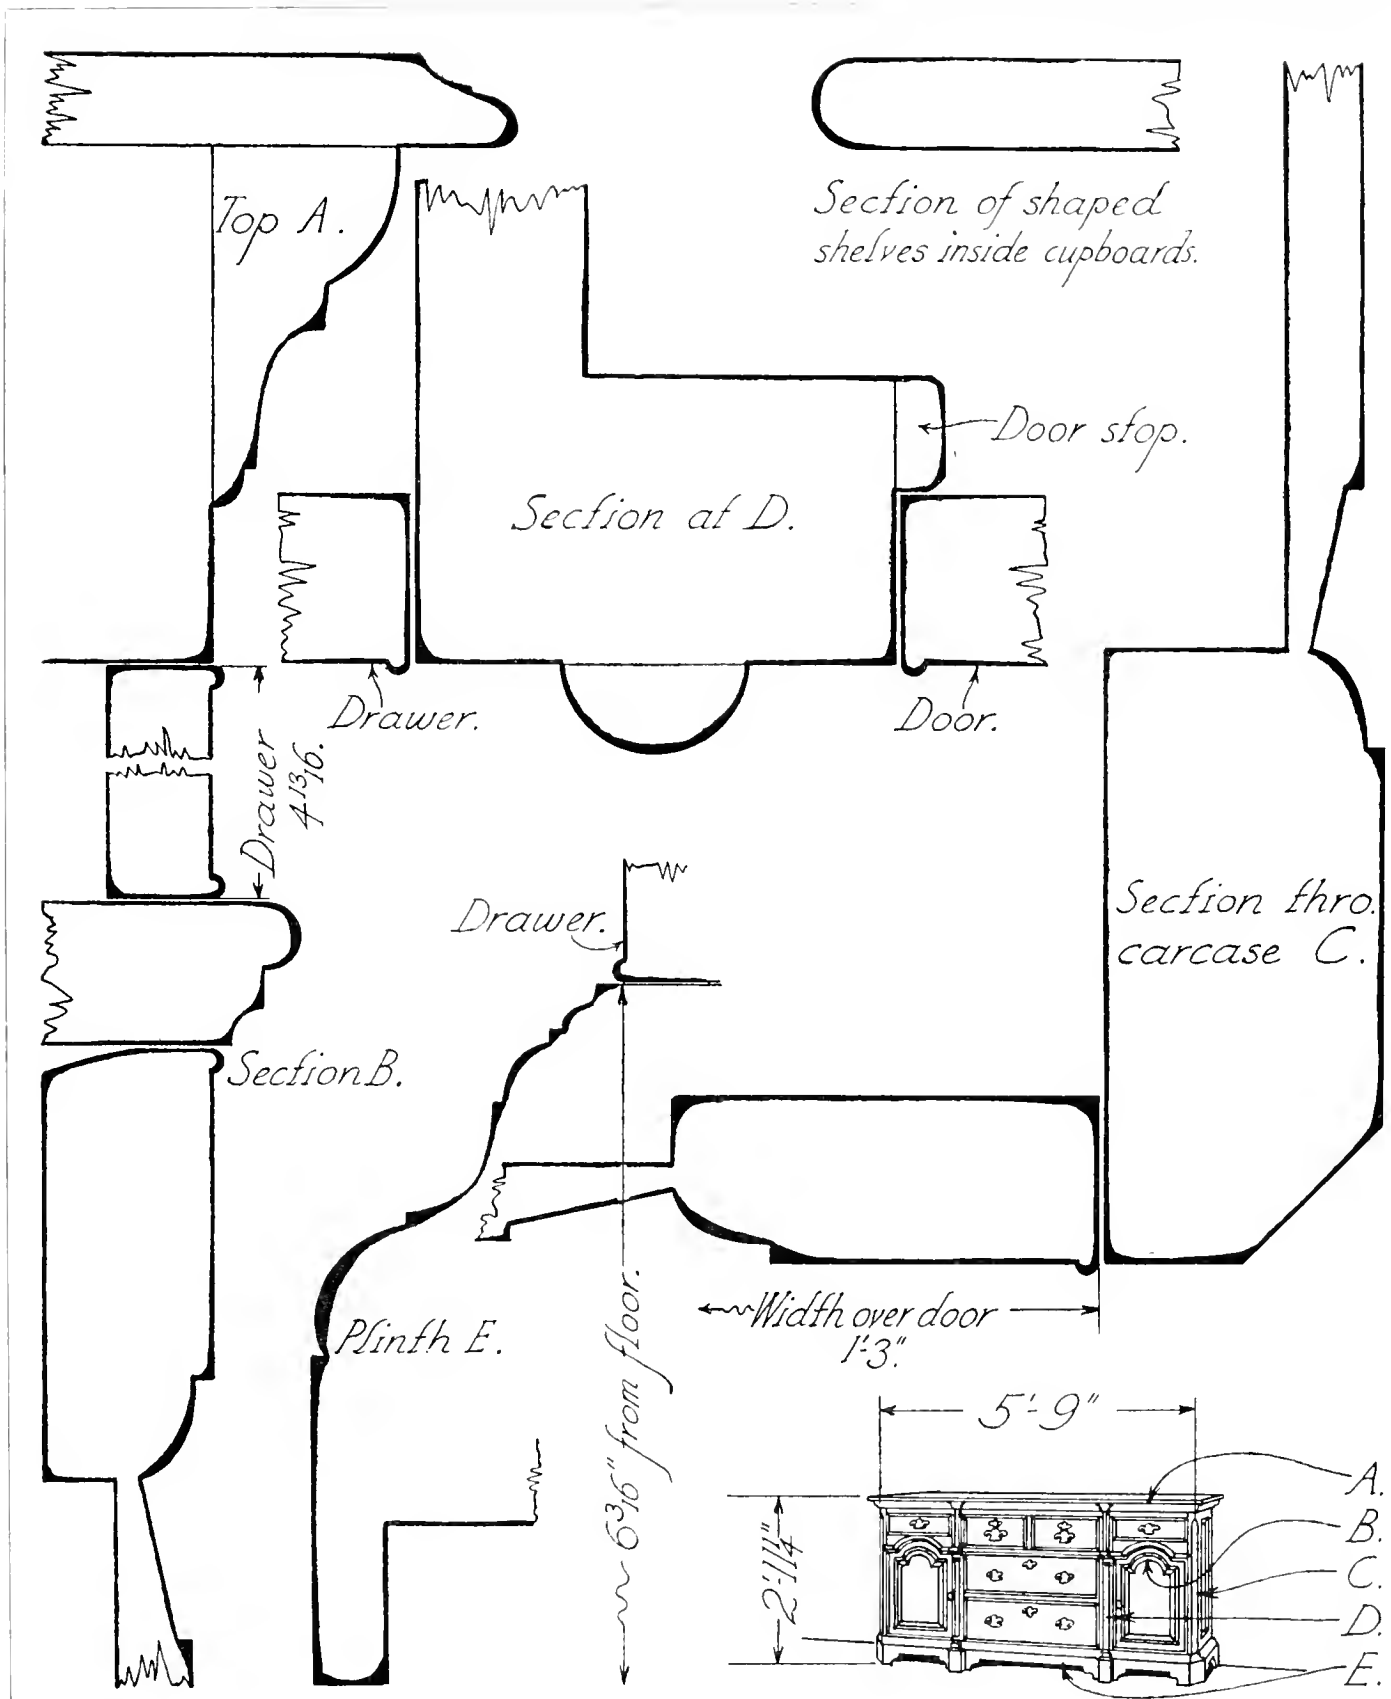 Top A.
Section of shaped
shelves inside cupboards.
Door stop.
Section at D.
Drawer.
Door.
Drawer
4 13/16.
Drawer.
Section thro.
carcase C.
Section B.
Width over door
1'-3".
Plinth E.
6 3/16" from floor.
5'-9"
2'-11 1/4"
A.
B.
C.
D.
E.